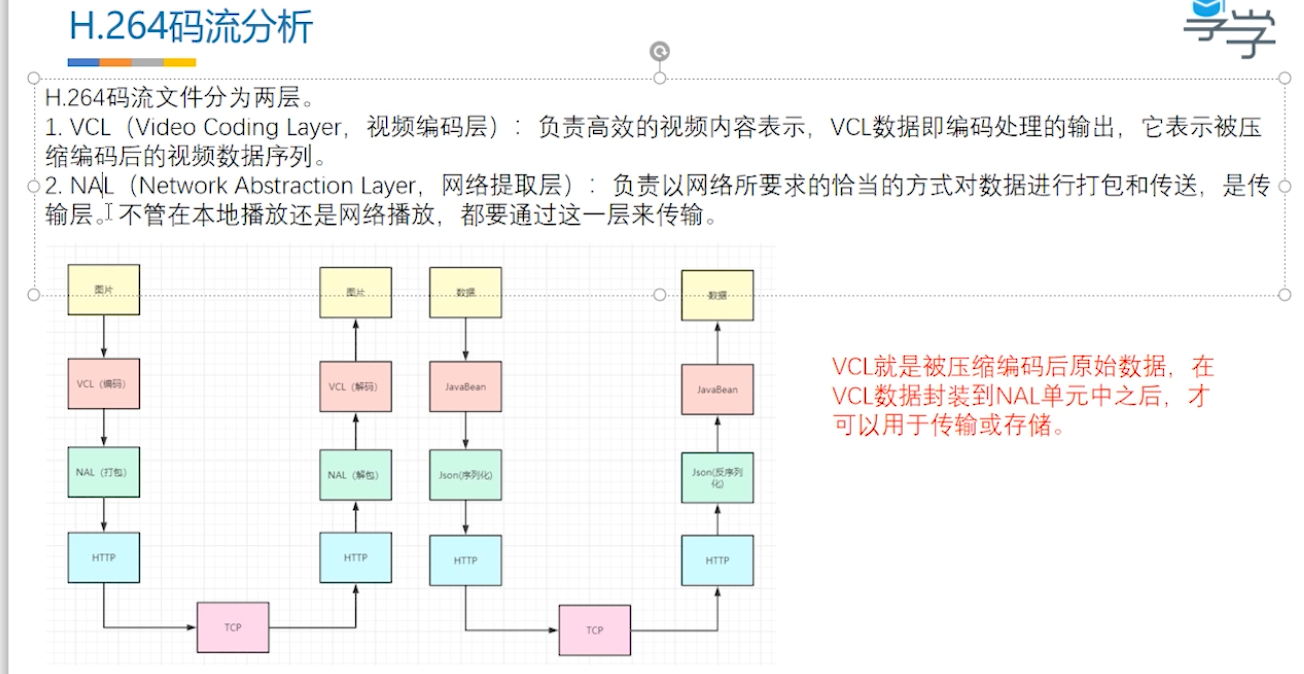 H.264码流分析
享学
H.264码流文件分为两层。
1. VCL（Video Coding Layer，视频编码层）：负责高效的视频内容表示，VCL数据即编码处理的输出，它表示被压
缩编码后的视频数据序列。
2. NAL（Network Abstraction Layer，网络提取层）：负责以网络所要求的恰当的方式对数据进行打包和传送，是传
输层。不管在本地播放还是网络播放，都要通过这一层来传输。
图片
图片
数据
数据
VCL（编码）
VCL（解码）
JavaBean
JavaBean
VCL就是被压缩编码后原始数据，在
VCL数据封装到NAL单元中之后，才
可以用于传输或存储。
NAL（打包）
NAL（解包）
Json(序列化)
Json(反序列
化)
HTTP
HTTP
HTTP
HTTP
TCP
TCP